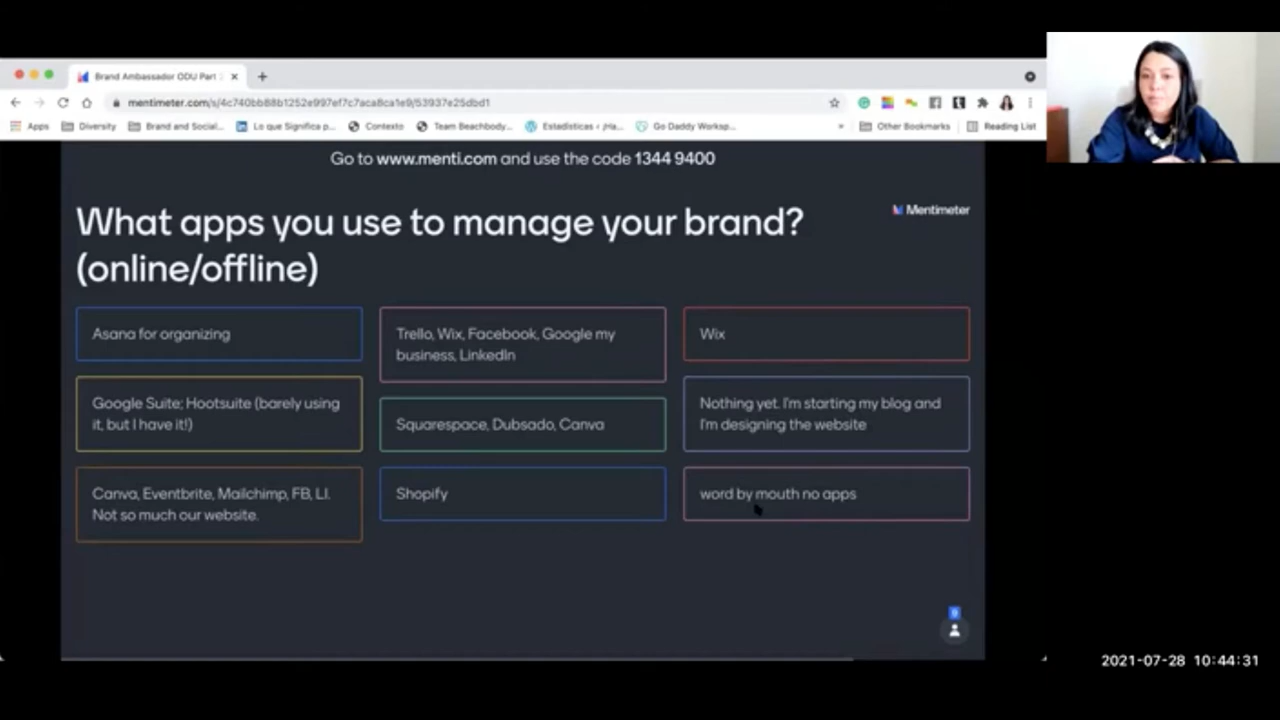 Brand Ambassador ODU Part
mentimeter.com/s/4c740bb88b1252e997ef7c7aca8ca1e9/53937e25dbd1
Apps Diversity Brand and Social... Lo que Significa p... Contexto Team Beachbody... Go Daddy Worksp... » Other Bookmarks Reading List
Go to www.menti.com and use the code 1344 9400
Mentimeter
What apps you use to manage your brand?
(online/offline)
Asana for organizing
Trello, Wix, Facebook, Google my
business, LinkedIn
Wix
Google Suite; Hootsuite (barely using
it, but I have it!)
Squarespace, Dubsado, Canva
Nothing yet. I'm starting my blog and
I'm designing the website
Canva, Eventbrite, Mailchimp, FB, LI.
Not so much our website.
Shopify
word by mouth no apps
9
2021-07-28 10:44:31